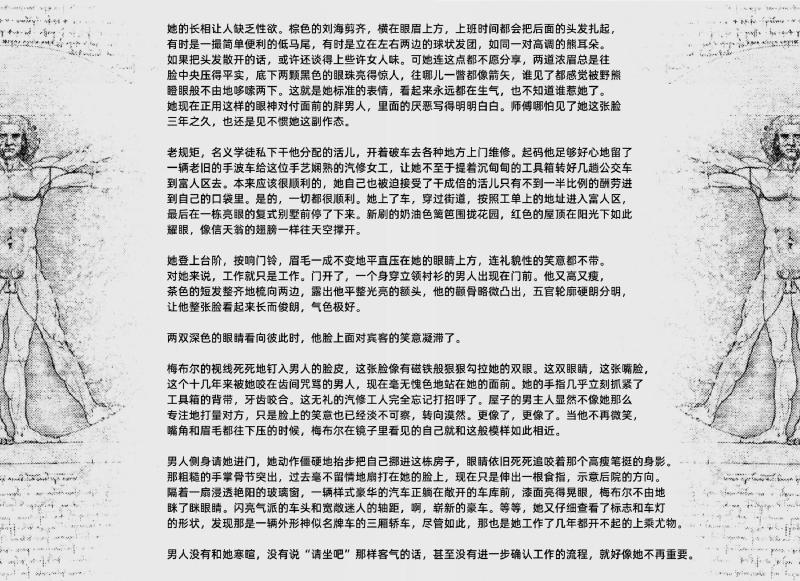 她的长相让人缺乏性欲。棕色的刘海剪齐，横在眼眉上方，上班时间都会把后面的头发扎起，
有时是一撮简单便利的低马尾，有时是立在左右两边的球状发团，如同一对高调的熊耳朵。
如果把头发散开的话，或许还谈得上些许女人味。可她连这点都不愿分享，两道浓眉总是往
脸中央压得平实，底下两颗黑色的眼珠亮得惊人，往哪儿一瞥都像箭矢，谁见了都感觉被野熊
瞪眼般不由地哆嗦两下。这就是她标准的表情，看起来永远都在生气，也不知道谁惹她了。
她现在正用这样的眼神对付面前的胖男人，里面的厌恶写得明明白白。师傅哪怕见了她这张脸
三年之久，也还是见不惯她这副作态。
老规矩，名义学徒私下干他分配的活儿，开着破车去各种地方上门维修。起码他足够好心地留了
一辆老旧的手波车给这位手艺娴熟的汽修女工，让她不至于提着沉甸甸的工具箱转好几趟公交车
到富人区去。本来应该很顺利的，她自己也被迫接受了干成倍的活儿只有不到一半比例的酬劳进
到自己的口袋里。是的，一切都很顺利。她上了车，穿过街道，按照工单上的地址进入富人区，
最后在一栋亮眼的复式别墅前停了下来。新刷的奶油色篱笆围拢花园，红色的屋顶在阳光下如此
耀眼，像信天翁的翅膀一样往天空撑开。
她登上台阶，按响门铃，眉毛一成不变地平直压在她的眼睛上方，连礼貌性的笑意都不带。
对她来说，工作就只是工作。门开了，一个身穿立领衬衫的男人出现在门前。他又高又瘦，
茶色的短发整齐地梳向两边，露出他平整光亮的额头，他的颧骨略微凸出，五官轮廓硬朗分明，
让他整张脸看起来长而俊朗，气色极好。
两双深色的眼睛看向彼此时，他脸上面对宾客的笑意凝滞了。
梅布尔的视线死死地钉入男人的脸皮，这张脸像有磁铁般狠狠勾拉她的双眼。这双眼睛，这张嘴脸，
这个十几年来被她咬在齿间咒骂的男人，现在毫无愧色地站在她的面前。她的手指几乎立刻抓紧了
工具箱的背带，牙齿咬合。这无礼的汽修工人完全忘记打招呼了。屋子的男主人显然不像她那么
专注地打量对方，只是脸上的笑意也已经淡不可察，转向漠然。更像了，更像了。当他不再微笑，
嘴角和眉毛都往下压的时候，梅布尔在镜子里看见的自己就和这般模样如此相近。
男人侧身请她进门，她动作僵硬地抬步把自己挪进这栋房子，眼睛依旧死死追咬着那个高瘦笔挺的身影。
那粗糙的手掌骨节突出，过去毫不留情地扇打在她的脸上，现在只是伸出一根食指，示意后院的方向。
隔着一扇浸透艳阳的玻璃窗，一辆样式豪华的汽车正躺在敞开的车库前，漆面亮得晃眼，梅布尔不由地
眯了眯眼睛。闪亮气派的车头和宽敞迷人的轴距，啊，崭新的豪车。等等，她又仔细查看了标志和车灯
的形状，发现那是一辆外形神似名牌车的三厢轿车，尽管如此，那也是她工作了几年都开不起的上乘尤物。
男人没有和她寒暄，没有说“请坐吧”那样客气的话，甚至没有进一步确认工作的流程，就好像她不再重要。